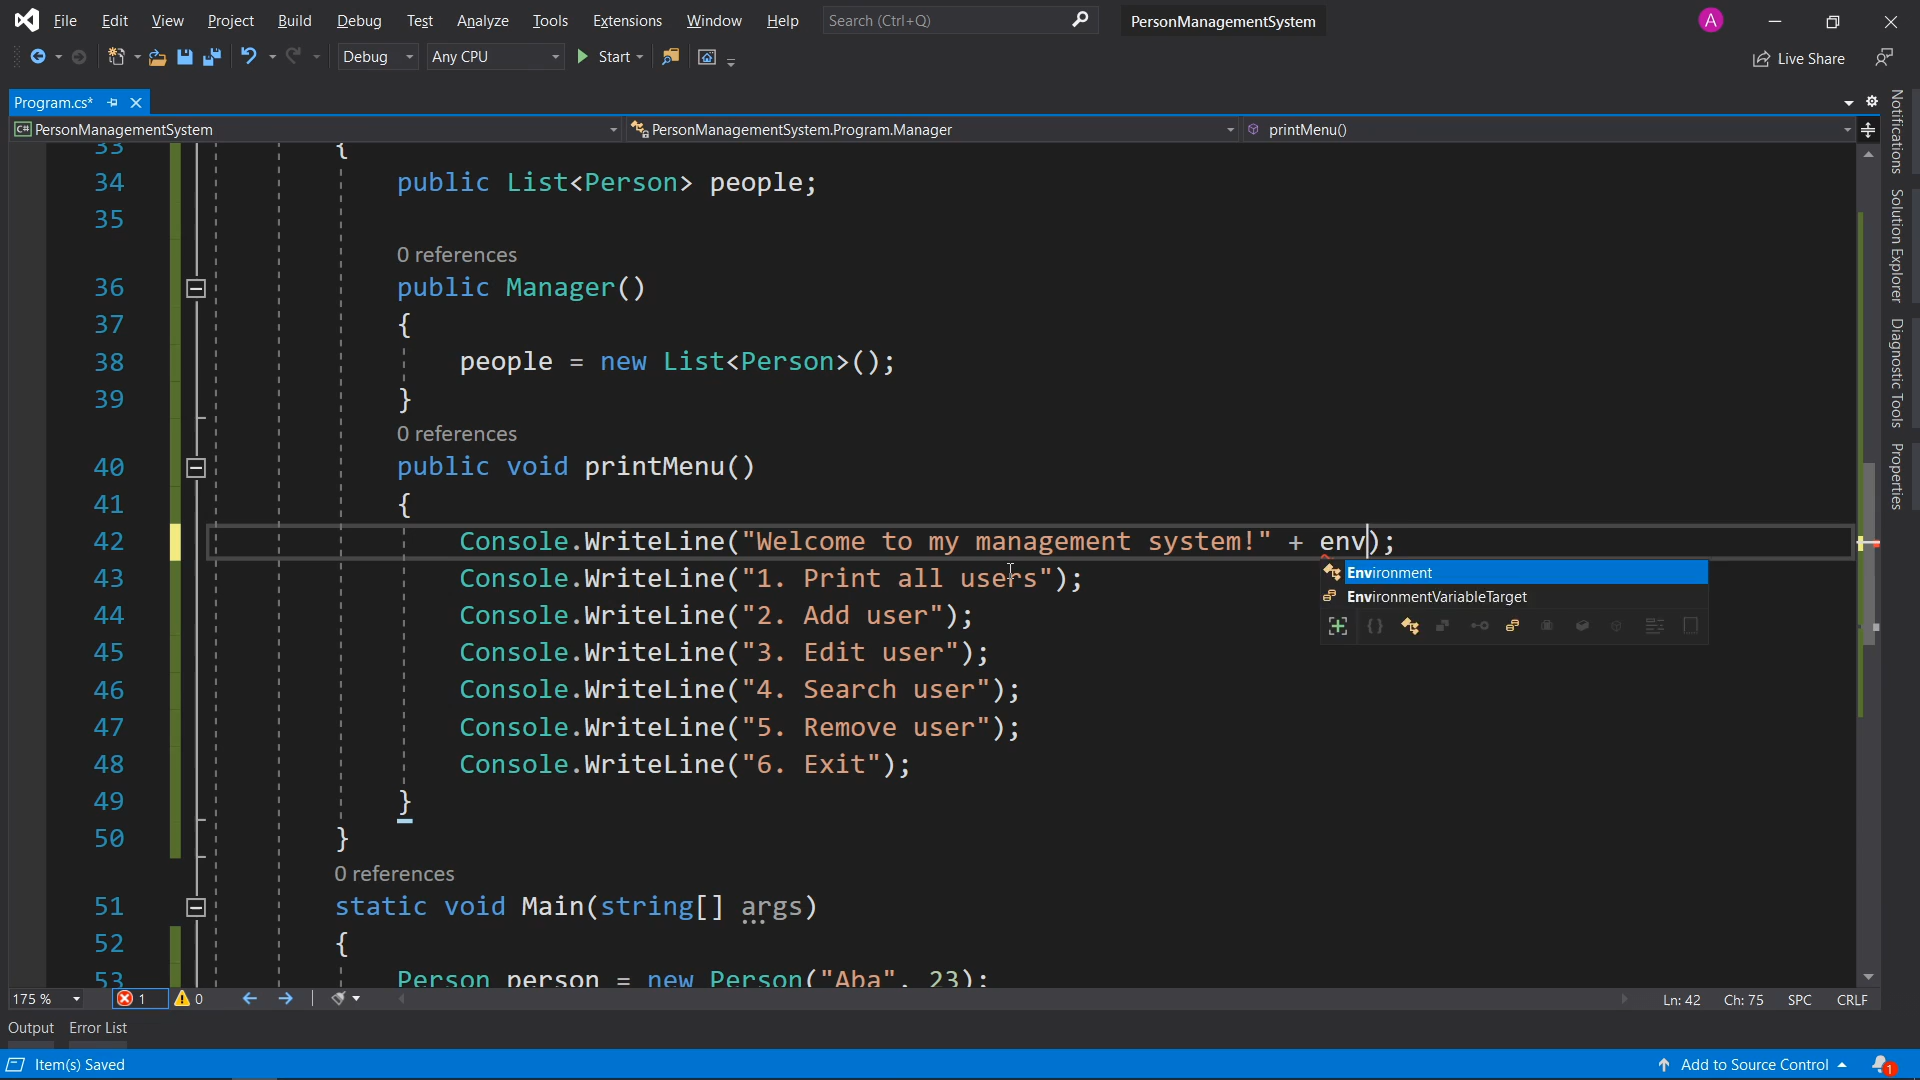 File Edit View Project Build Debug Test Analyze Tools Extensions Window Help Search (Ctrl+Q) PersonManagementSystem A
Debug Any CPU Start Live Share
Program.cs*
C# PersonManagementSystem PersonManagementSystem.Program.Manager printMenu()
33 {
34 public List<Person> people;
35
0 references
36 public Manager()
37 {
38 people = new List<Person>();
39 }
0 references
40 public void printMenu()
41 {
42 Console.WriteLine("Welcome to my management system!" + env);
43 Console.WriteLine("1. Print all users");
Environment
44 Console.WriteLine("2. Add user");
EnvironmentVariableTarget
45 Console.WriteLine("3. Edit user");
46 Console.WriteLine("4. Search user");
47 Console.WriteLine("5. Remove user");
48 Console.WriteLine("6. Exit");
49 }
50 }
0 references
51 static void Main(string[] args)
52 {
53 Person person = new Person("Aba", 23);
Notifications
Solution Explorer
Diagnostic Tools
Properties
175 % 1 0 Ln: 42 Ch: 75 SPC CRLF
Output Error List
Item(s) Saved Add to Source Control 1